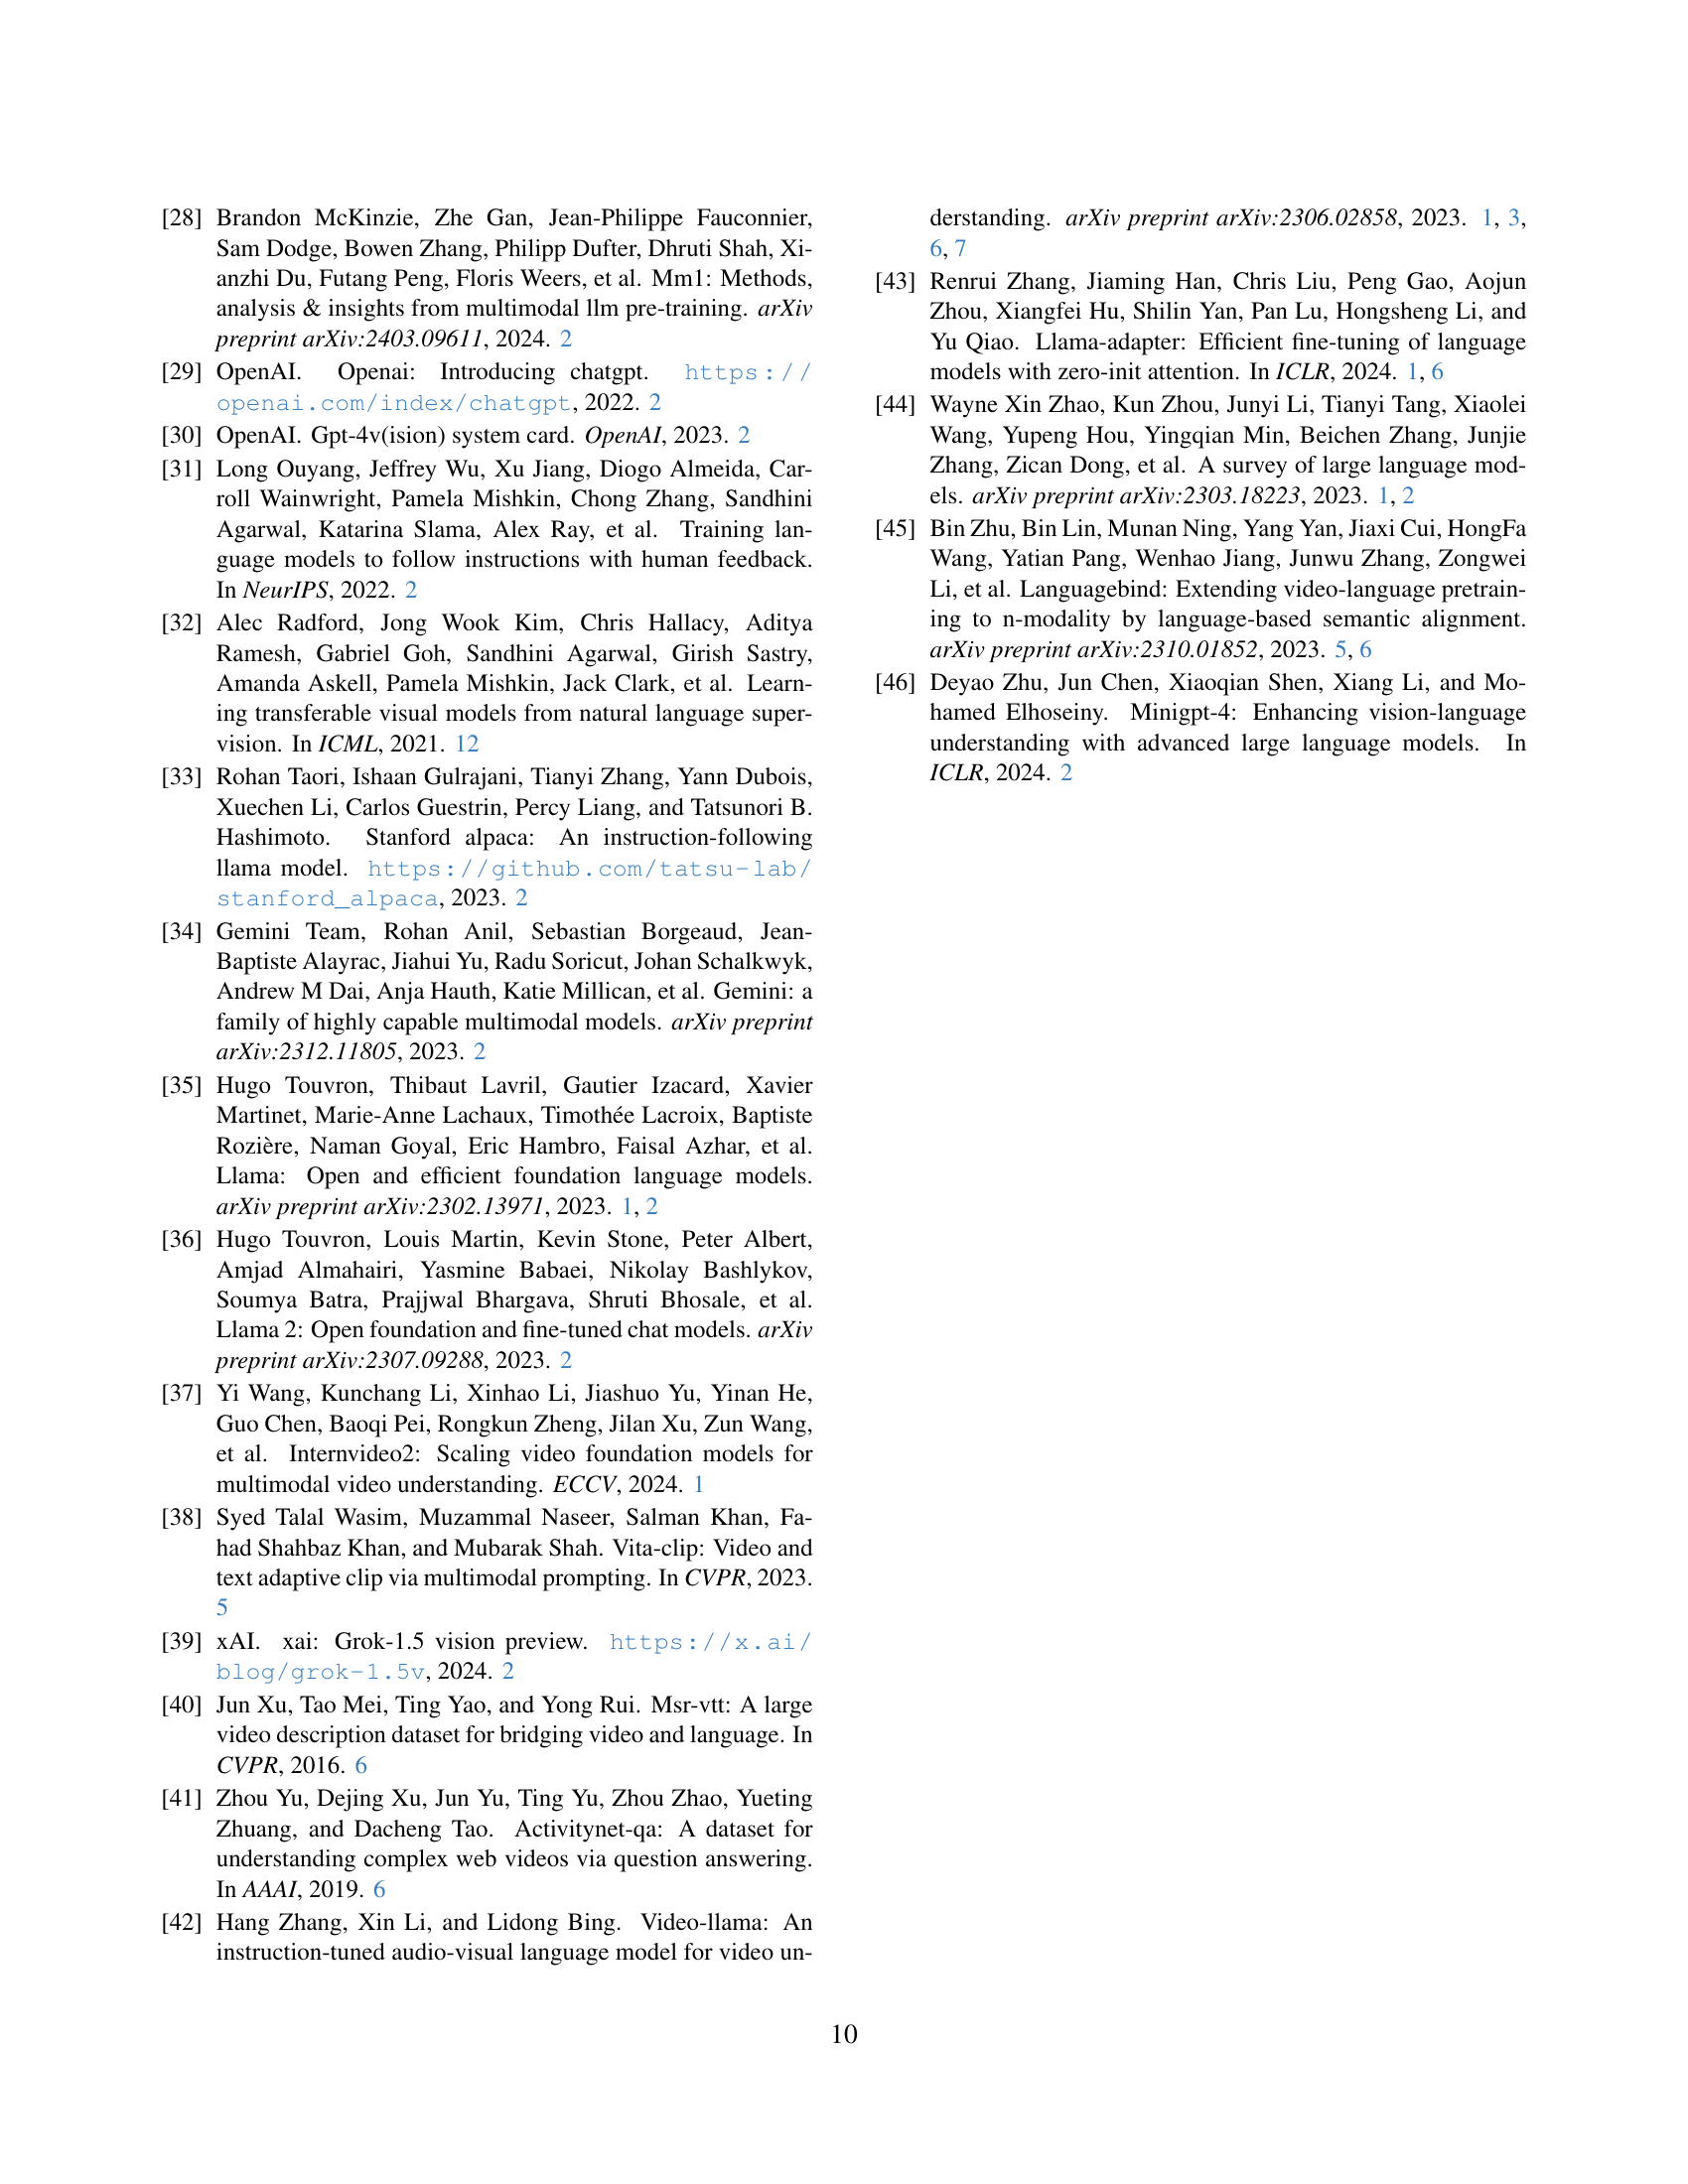 [28] Brandon McKinzie, Zhe Gan, Jean-Philippe Fauconnier,
Sam Dodge, Bowen Zhang, Philipp Dufter, Dhruti Shah, Xi-
anzhi Du, Futang Peng, Floris Weers, et al. Mm1: Methods,
analysis & insights from multimodal llm pre-training. arXiv
preprint arXiv:2403.09611, 2024. 2
[29] OpenAI. Openai: Introducing chatgpt. https://
openai.com/index/chatgpt, 2022. 2
[30] OpenAI. Gpt-4v(ision) system card. OpenAI, 2023. 2
[31] Long Ouyang, Jeffrey Wu, Xu Jiang, Diogo Almeida, Car-
roll Wainwright, Pamela Mishkin, Chong Zhang, Sandhini
Agarwal, Katarina Slama, Alex Ray, et al. Training lan-
guage models to follow instructions with human feedback.
In NeurIPS, 2022. 2
[32] Alec Radford, Jong Wook Kim, Chris Hallacy, Aditya
Ramesh, Gabriel Goh, Sandhini Agarwal, Girish Sastry,
Amanda Askell, Pamela Mishkin, Jack Clark, et al. Learn-
ing transferable visual models from natural language super-
vision. In ICML, 2021. 12
[33] Rohan Taori, Ishaan Gulrajani, Tianyi Zhang, Yann Dubois,
Xuechen Li, Carlos Guestrin, Percy Liang, and Tatsunori B.
Hashimoto. Stanford alpaca: An instruction-following
llama model. https://github.com/tatsu-lab/
stanford_alpaca, 2023. 2
[34] Gemini Team, Rohan Anil, Sebastian Borgeaud, Jean-
Baptiste Alayrac, Jiahui Yu, Radu Soricut, Johan Schalkwyk,
Andrew M Dai, Anja Hauth, Katie Millican, et al. Gemini: a
family of highly capable multimodal models. arXiv preprint
arXiv:2312.11805, 2023. 2
[35] Hugo Touvron, Thibaut Lavril, Gautier Izacard, Xavier
Martinet, Marie-Anne Lachaux, Timothée Lacroix, Baptiste
Rozière, Naman Goyal, Eric Hambro, Faisal Azhar, et al.
Llama: Open and efficient foundation language models.
arXiv preprint arXiv:2302.13971, 2023. 1, 2
[36] Hugo Touvron, Louis Martin, Kevin Stone, Peter Albert,
Amjad Almahairi, Yasmine Babaei, Nikolay Bashlykov,
Soumya Batra, Prajjwal Bhargava, Shruti Bhosale, et al.
Llama 2: Open foundation and fine-tuned chat models. arXiv
preprint arXiv:2307.09288, 2023. 2
[37] Yi Wang, Kunchang Li, Xinhao Li, Jiashuo Yu, Yinan He,
Guo Chen, Baoqi Pei, Rongkun Zheng, Jilan Xu, Zun Wang,
et al. Internvideo2: Scaling video foundation models for
multimodal video understanding. ECCV, 2024. 1
[38] Syed Talal Wasim, Muzammal Naseer, Salman Khan, Fa-
had Shahbaz Khan, and Mubarak Shah. Vita-clip: Video and
text adaptive clip via multimodal prompting. In CVPR, 2023.
5
[39] xAI. xai: Grok-1.5 vision preview. https://x.ai/
blog/grok-1.5v, 2024. 2
[40] Jun Xu, Tao Mei, Ting Yao, and Yong Rui. Msr-vtt: A large
video description dataset for bridging video and language. In
CVPR, 2016. 6
[41] Zhou Yu, Dejing Xu, Jun Yu, Ting Yu, Zhou Zhao, Yueting
Zhuang, and Dacheng Tao. Activitynet-qa: A dataset for
understanding complex web videos via question answering.
In AAAI, 2019. 6
[42] Hang Zhang, Xin Li, and Lidong Bing. Video-llama: An
instruction-tuned audio-visual language model for video un-
derstanding. arXiv preprint arXiv:2306.02858, 2023. 1, 3,
6, 7
[43] Renrui Zhang, Jiaming Han, Chris Liu, Peng Gao, Aojun
Zhou, Xiangfei Hu, Shilin Yan, Pan Lu, Hongsheng Li, and
Yu Qiao. Llama-adapter: Efficient fine-tuning of language
models with zero-init attention. In ICLR, 2024. 1, 6
[44] Wayne Xin Zhao, Kun Zhou, Junyi Li, Tianyi Tang, Xiaolei
Wang, Yupeng Hou, Yingqian Min, Beichen Zhang, Junjie
Zhang, Zican Dong, et al. A survey of large language mod-
els. arXiv preprint arXiv:2303.18223, 2023. 1, 2
[45] Bin Zhu, Bin Lin, Munan Ning, Yang Yan, Jiaxi Cui, HongFa
Wang, Yatian Pang, Wenhao Jiang, Junwu Zhang, Zongwei
Li, et al. Languagebind: Extending video-language pretrain-
ing to n-modality by language-based semantic alignment.
arXiv preprint arXiv:2310.01852, 2023. 5, 6
[46] Deyao Zhu, Jun Chen, Xiaoqian Shen, Xiang Li, and Mo-
hamed Elhoseiny. Minigpt-4: Enhancing vision-language
understanding with advanced large language models. In
ICLR, 2024. 2
10